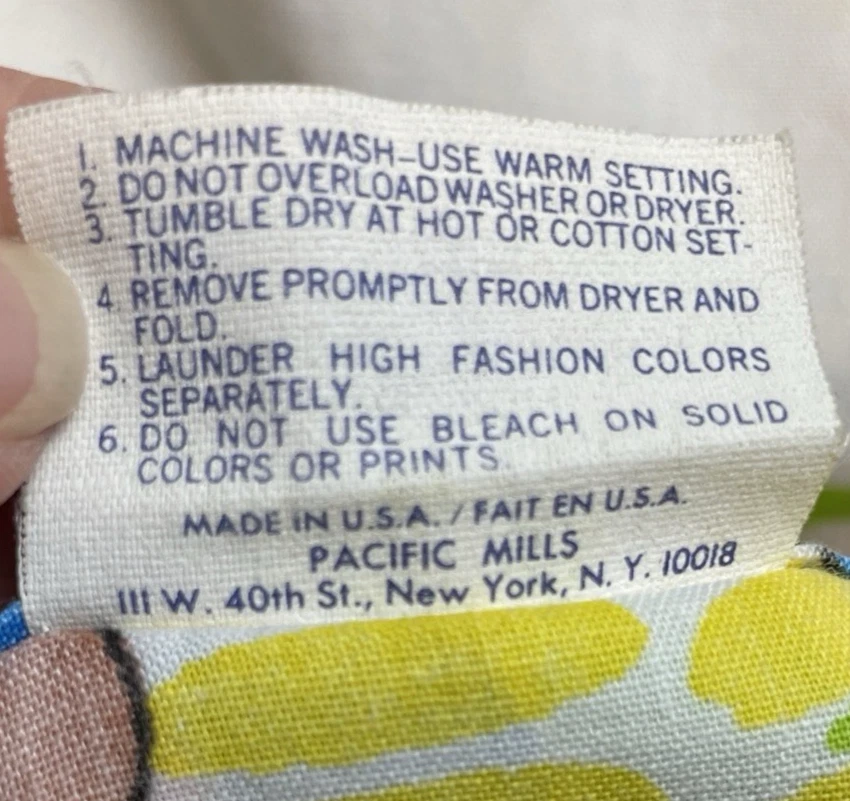 1. MACHINE WASH–USE WARM SETTING.
2. DO NOT OVERLOAD WASHER OR DRYER.
3. TUMBLE DRY AT HOT OR COTTON SET-
TING.
4. REMOVE PROMPTLY FROM DRYER AND
FOLD.
5. LAUNDER HIGH FASHION COLORS
SEPARATELY.
6. DO NOT USE BLEACH ON SOLID
COLORS OR PRINTS.
MADE IN U.S.A. / FAIT EN U.S.A.
PACIFIC MILLS
111 W. 40th St., New York, N. Y. 10018